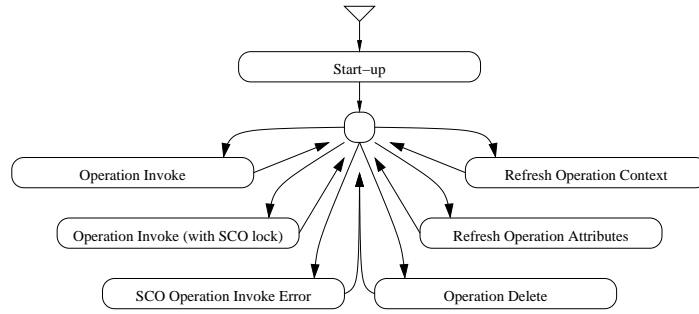 Start–up
Operation Invoke
Refresh Operation Context
Operation Invoke (with SCO lock)
Refresh Operation Attributes
SCO Operation Invoke Error
Operation Delete